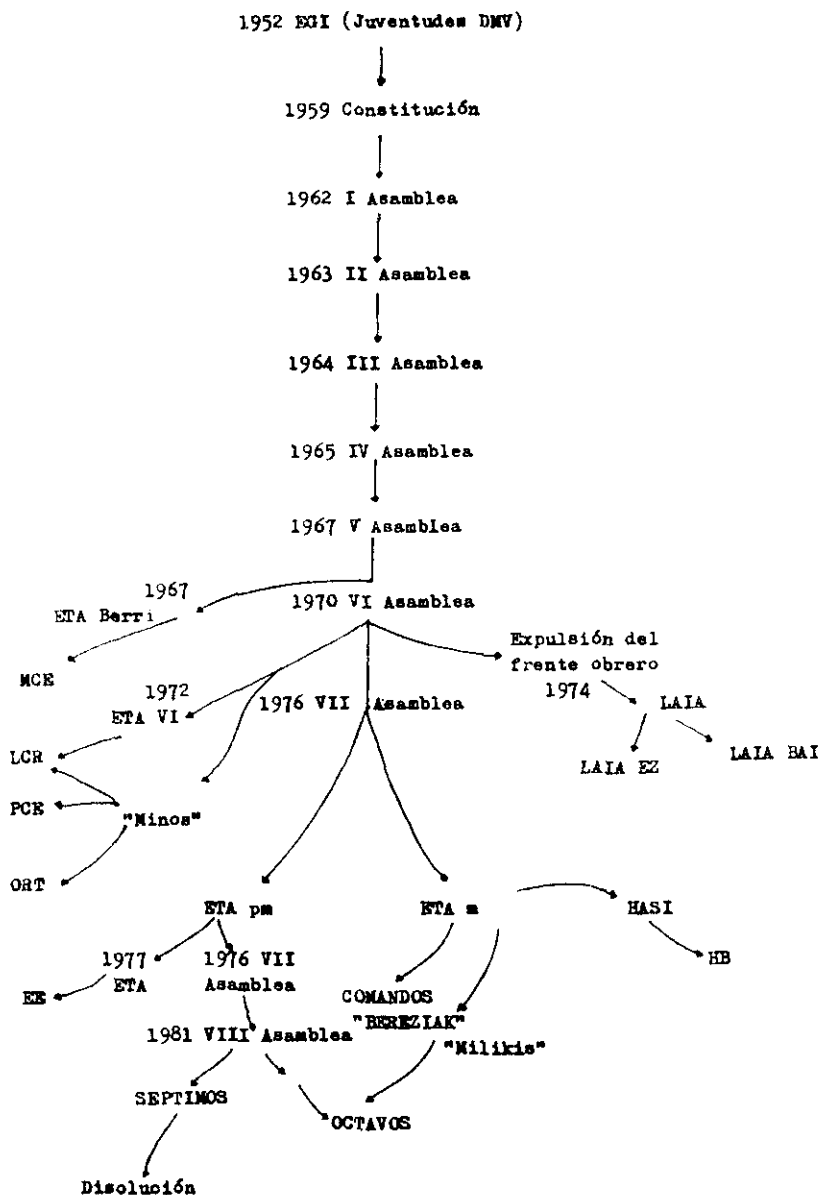 1952 EGI (Juventudes DMV)
1959 Constitución
1962 I Asamblea
1963 II Asamblea
1964 III Asamblea
1965 IV Asamblea
1967 V Asamblea
1967
ETA Berri
1970 VI Asamblea
MCE
Expulsión del
frente obrero
1974
LAIA
LAIA EZ
LAIA BAI
1972
ETA VI
1976 VII Asamblea
LCR
PCE
"Minos"
ORT
ETA pm
ETA m
HASI
HB
1977
ETA
EE
1976 VII
Asamblea
COMANDOS
"BEREZIAK"
"Milikis"
1981 VIII Asamblea
SEPTIMOS
OCTAVOS
Disolución